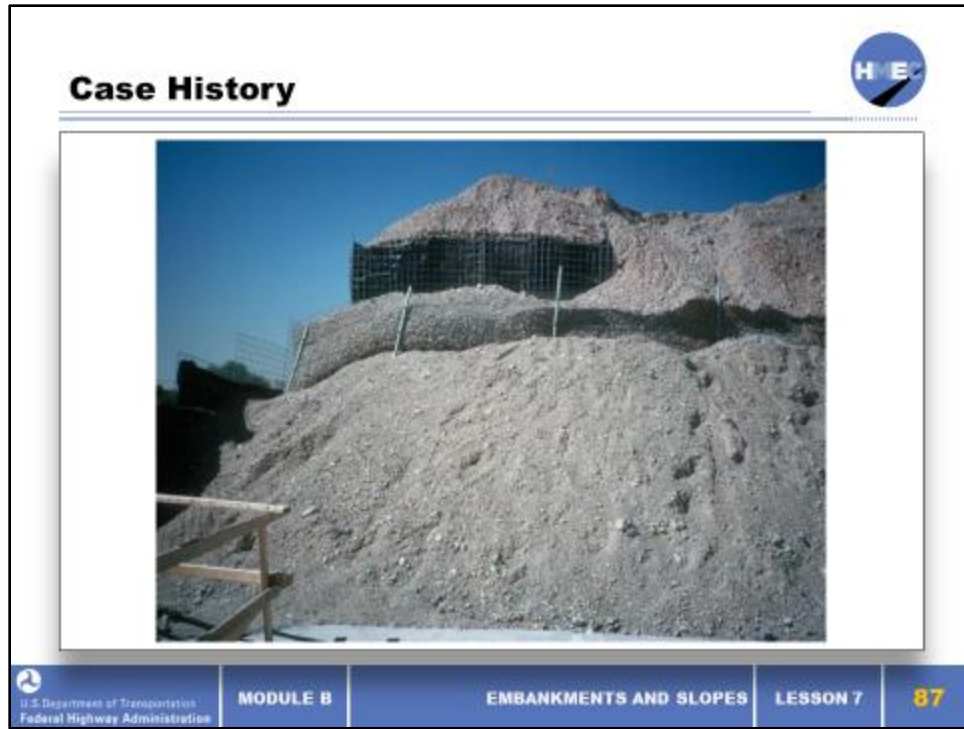 Case History
HMEC
U.S. Department of Transportation
Federal Highway Administration
MODULE B
EMBANKMENTS AND SLOPES
LESSON 7
87